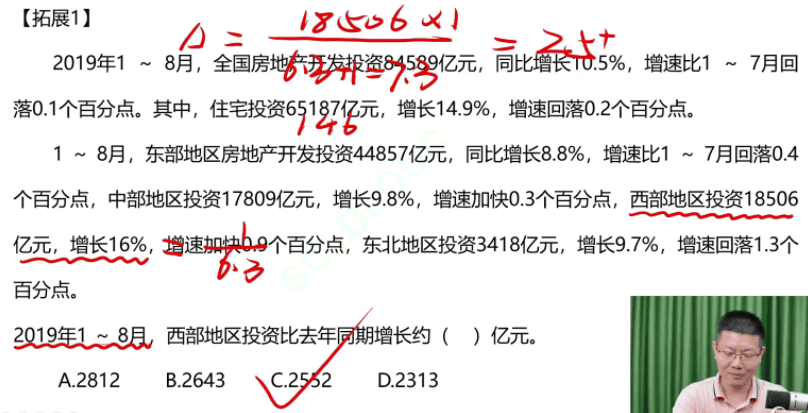 【拓展1】
Δ = 18506×1 / 6.3+1=7.3 = 2.5+
2019年1 ~ 8月，全国房地产开发投资84589亿元，同比增长10.5%，增速比1 ~ 7月回
落0.1个百分点。其中，住宅投资65187亿元，增长14.9%，增速回落0.2个百分点。
146
1 ~ 8月，东部地区房地产开发投资44857亿元，同比增长8.8%，增速比1 ~ 7月回落0.4
个百分点，中部地区投资17809亿元，增长9.8%，增速加快0.3个百分点，西部地区投资18506
亿元，增长16%，增速加快0.9个百分点，东北地区投资3418亿元，增长9.7%，增速回落1.3个
= 1/6.3
百分点。
2019年1 ~ 8月，西部地区投资比去年同期增长约（ ）亿元。
A.2812 B.2643 C.2552 D.2313